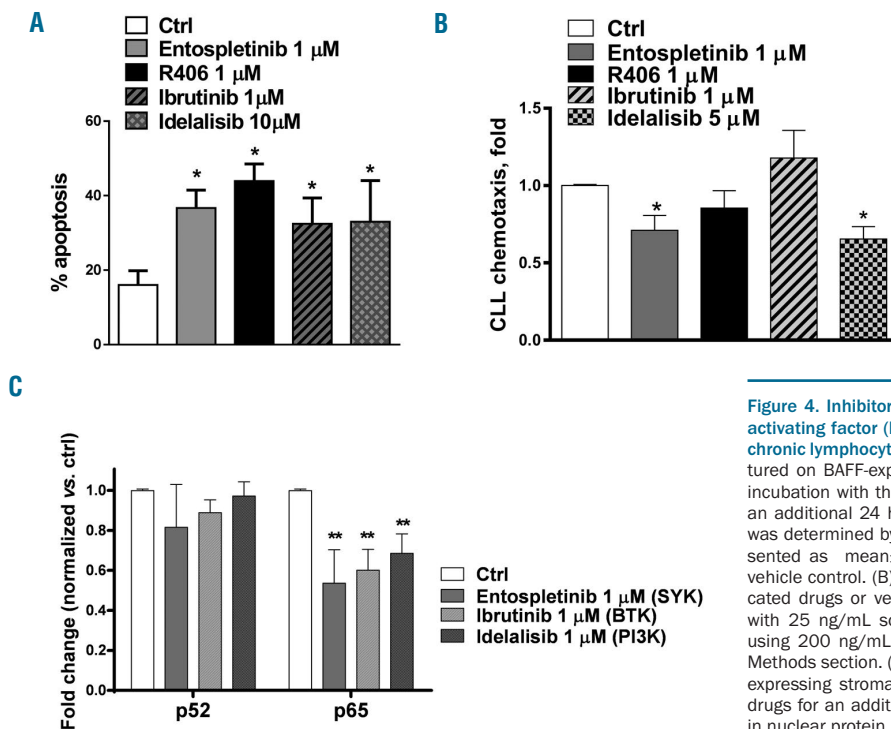 A
Ctrl
Entospletinib 1 μM
R406 1 μM
Ibrutinib 1μM
Idelalisib 10μM
% apoptosis
60
40
20
0
*
*
*
*
B
Ctrl
Entospletinib 1 μM
R406 1 μM
Ibrutinib 1 μM
Idelalisib 5 μM
CLL chemotaxis, fold
1.5
1.0
0.5
0.0
*
*
C
Fold change (normalized vs. ctrl)
1.0
0.8
0.6
0.4
0.2
0.0
**
**
**
p52
p65
Ctrl
Entospletinib 1 μM (SYK)
Ibrutinib 1 μM (BTK)
Idelalisib 1 μM (PI3K)
Figure 4. Inhibitor
activating factor (
chronic lymphocyt
tured on BAFF-exp
incubation with th
an additional 24 h
was determined by
sented as mean
vehicle control. (B)
cated drugs or ve
with 25 ng/mL so
using 200 ng/mL
Methods section. (
expressing stroma
drugs for an addit
in nuclear protein